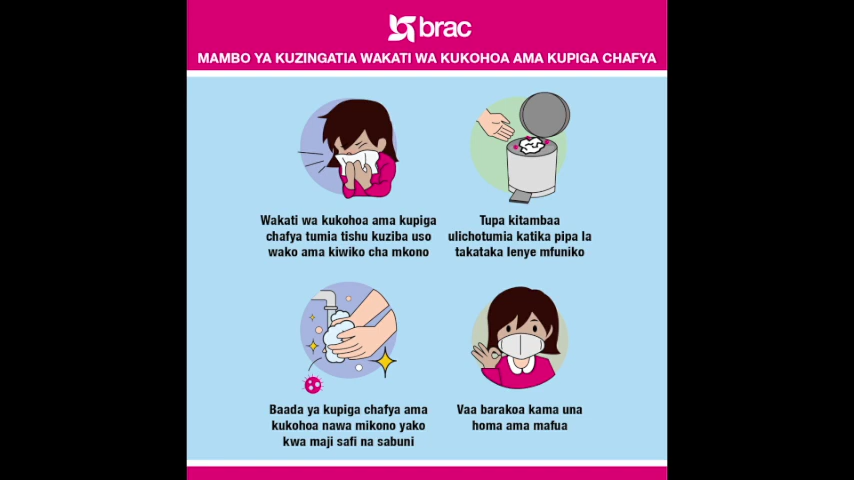 brac
MAMBO YA KUZINGATIA WAKATI WA KUKOHOA AMA KUPIGA CHAFYA
Wakati wa kukohoa ama kupiga
chafya tumia tishu kuziba uso
wako ama kiwiko cha mkono
Tupa kitambaa
ulichotumia katika pipa la
takataka lenye mfuniko
Baada ya kupiga chafya ama
kukohoa nawa mikono yako
kwa maji safi na sabuni
Vaa barakoa kama una
homa ama mafua